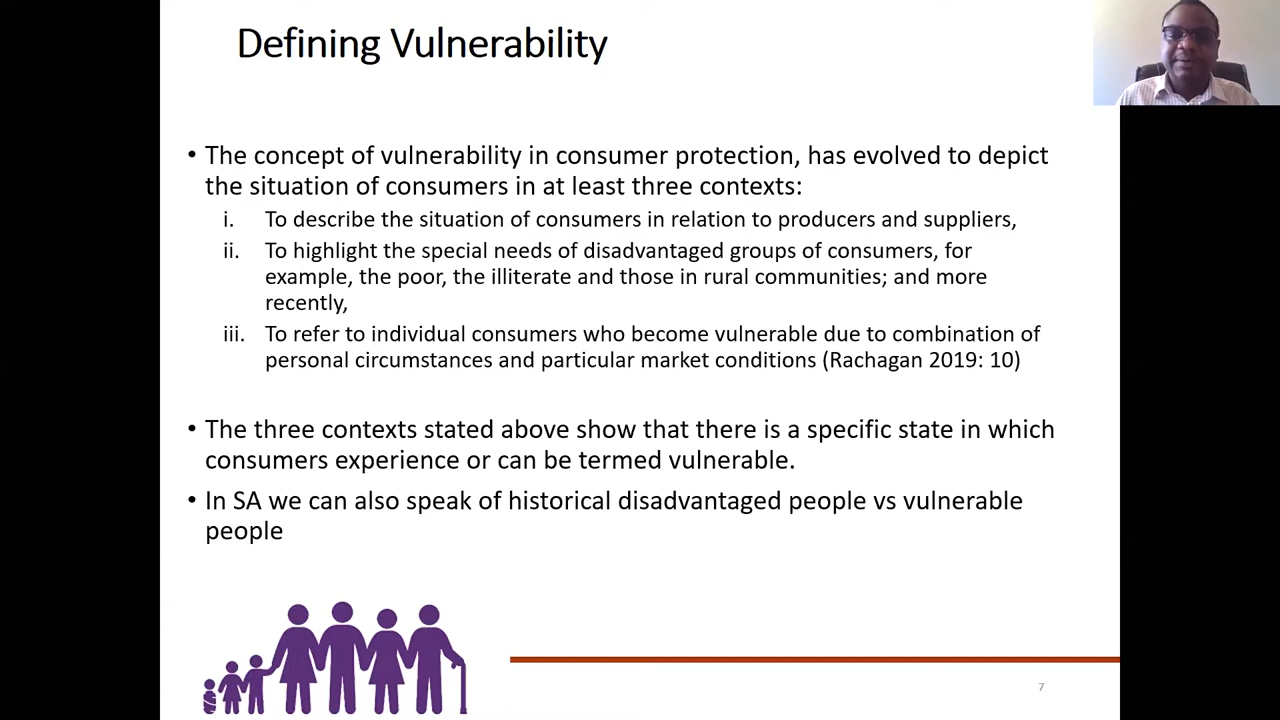 Defining Vulnerability
• The concept of vulnerability in consumer protection, has evolved to depict
the situation of consumers in at least three contexts:
i. To describe the situation of consumers in relation to producers and suppliers,
ii. To highlight the special needs of disadvantaged groups of consumers, for
example, the poor, the illiterate and those in rural communities; and more
recently,
iii. To refer to individual consumers who become vulnerable due to combination of
personal circumstances and particular market conditions (Rachagan 2019: 10)
• The three contexts stated above show that there is a specific state in which
consumers experience or can be termed vulnerable.
• In SA we can also speak of historical disadvantaged people vs vulnerable
people
7